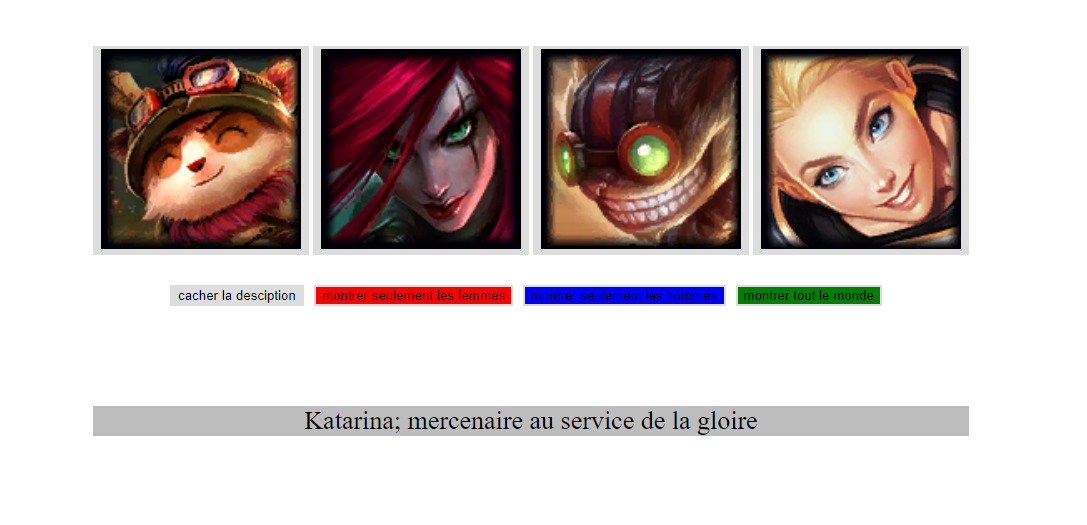 cacher la desciption
montrer seulement les femmes
montrer seulement les hommes
montrer tout le monde
Katarina; mercenaire au service de la gloire